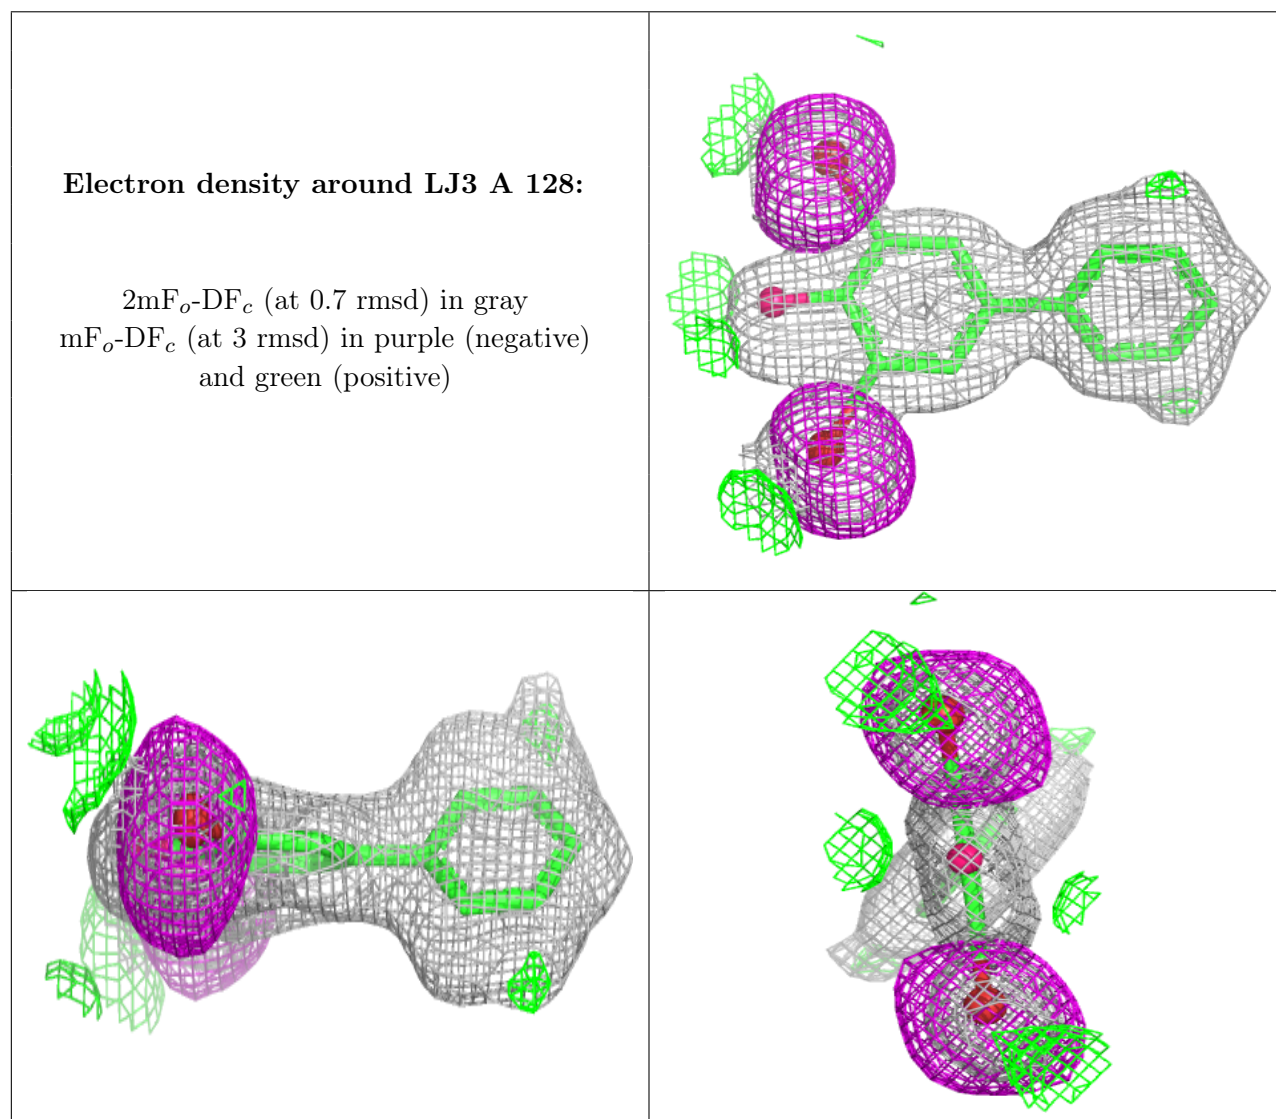 Electron density around LJ3 A 128:
2mFₒ-DF𝒸 (at 0.7 rmsd) in gray
mFₒ-DF𝒸 (at 3 rmsd) in purple (negative)
and green (positive)